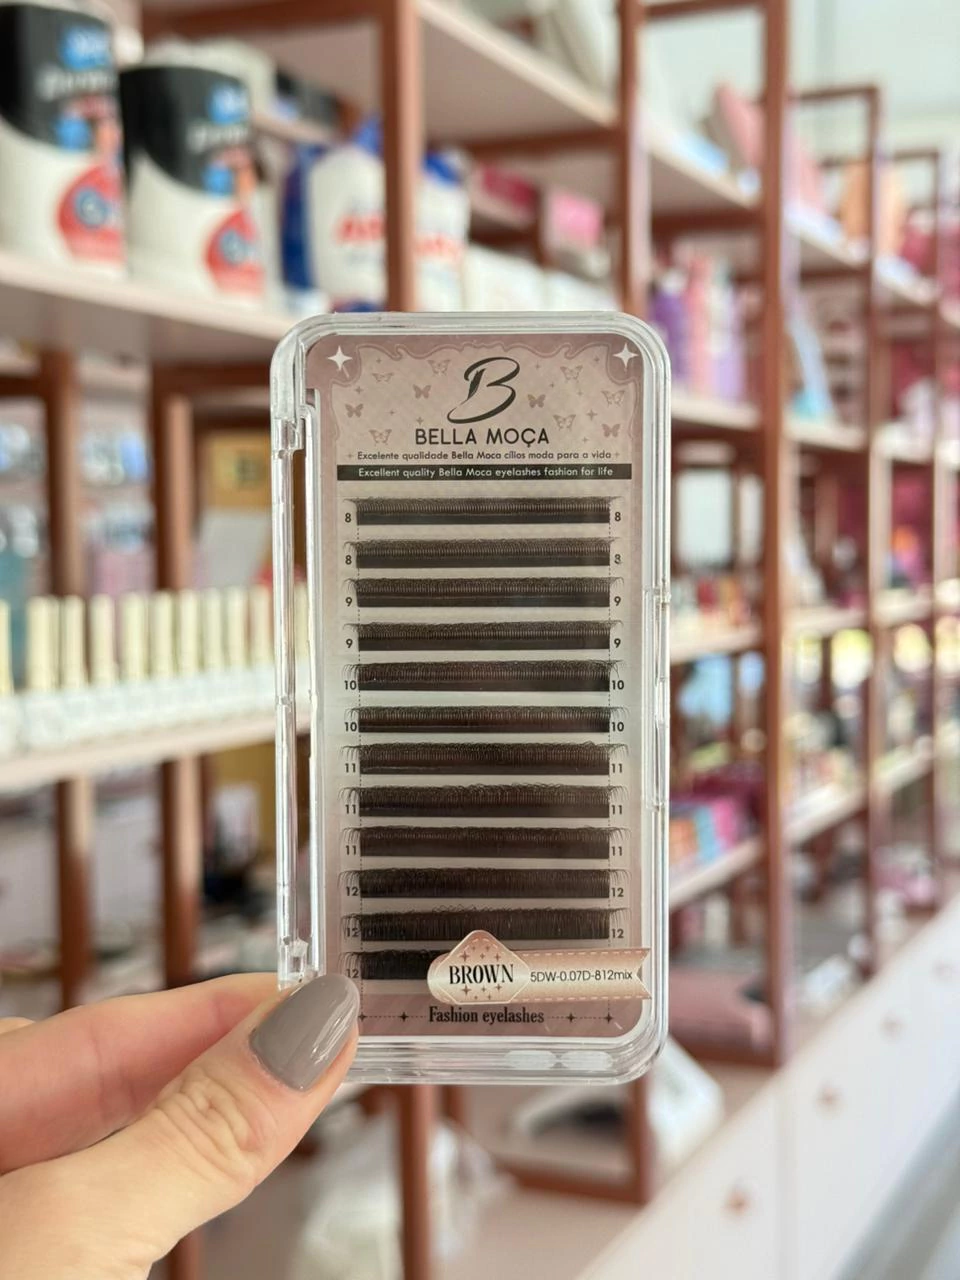 B
BELLA MOÇA
Excelente qualidade Bella Moca cílios moda para a vida
Excellent quality Bella Moca eyelashes fashion for life
8 8
8 8
9 9
9 9
10 10
10 10
11 11
11 11
11 11
12 12
12 12
12
BROWN 5DW-0.07D-812mix
Fashion eyelashes